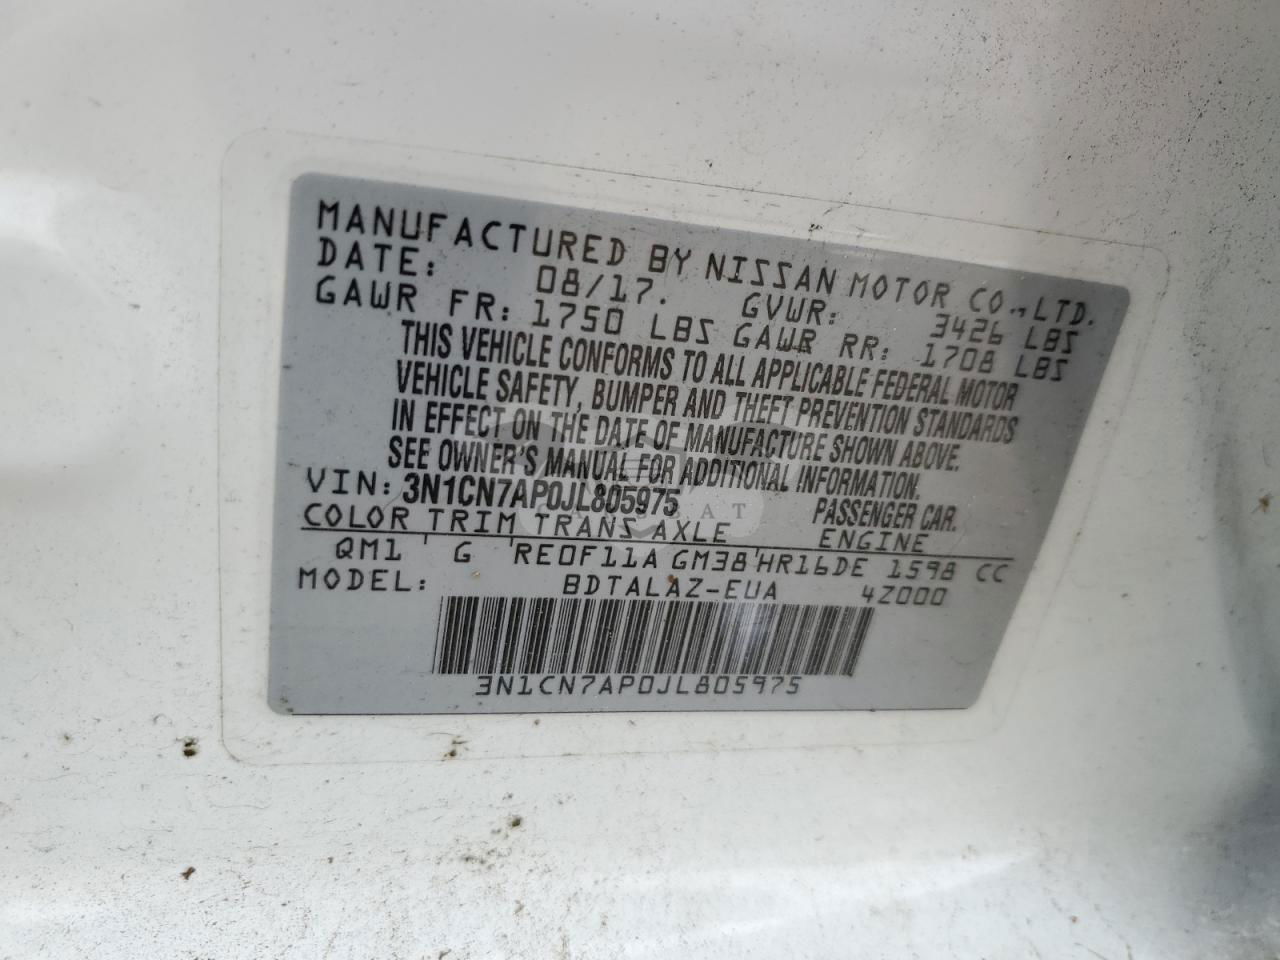 MANUFACTURED BY NISSAN MOTOR CO., LTD.
DATE: 08/17. GVWR: 3426 LBS
GAWR FR: 1750 LBS GAWR RR: 1708 LBS
THIS VEHICLE CONFORMS TO ALL APPLICABLE FEDERAL MOTOR
VEHICLE SAFETY, BUMPER AND THEFT PREVENTION STANDARDS
IN EFFECT ON THE DATE OF MANUFACTURE SHOWN ABOVE.
SEE OWNER'S MANUAL FOR ADDITIONAL INFORMATION.
VIN: 3N1CN7AP0JL805975 PASSENGER CAR.
COLOR TRIM TRANS AXLE ENGINE
QM1 G RE0F11A GM38 HR16DE 1598 CC
MODEL: BDTALAZ-EUA 4Z000
3N1CN7AP0JL805975